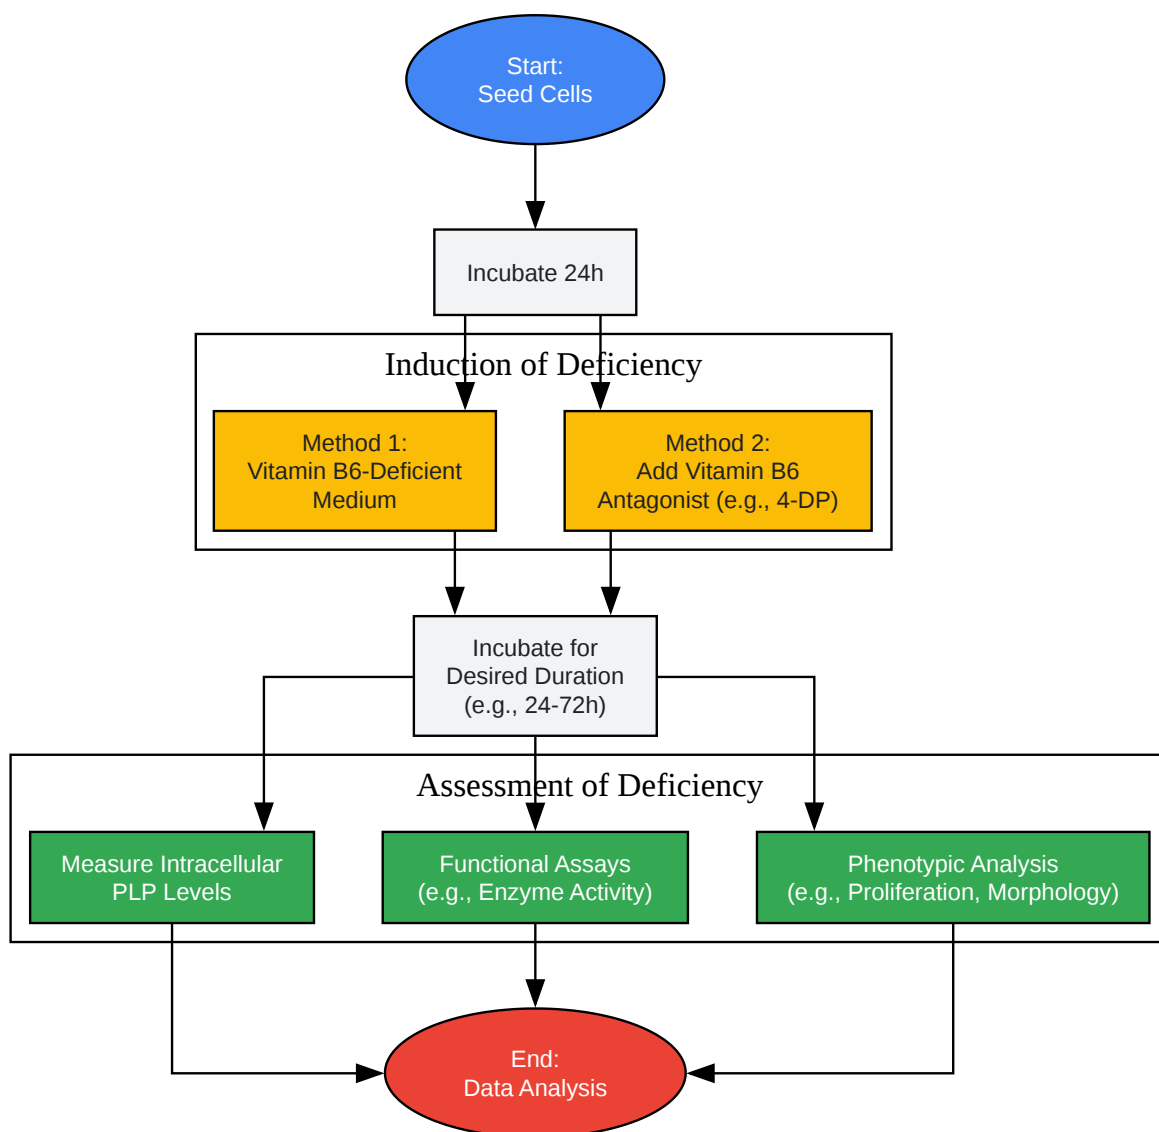 Start:
Seed Cells
Incubate 24h
Induction of Deficiency
Method 1:
Vitamin B6-Deficient
Medium
Method 2:
Add Vitamin B6
Antagonist (e.g., 4-DP)
Incubate for
Desired Duration
(e.g., 24-72h)
Assessment of Deficiency
Measure Intracellular
PLP Levels
Functional Assays
(e.g., Enzyme Activity)
Phenotypic Analysis
(e.g., Proliferation, Morphology)
End:
Data Analysis